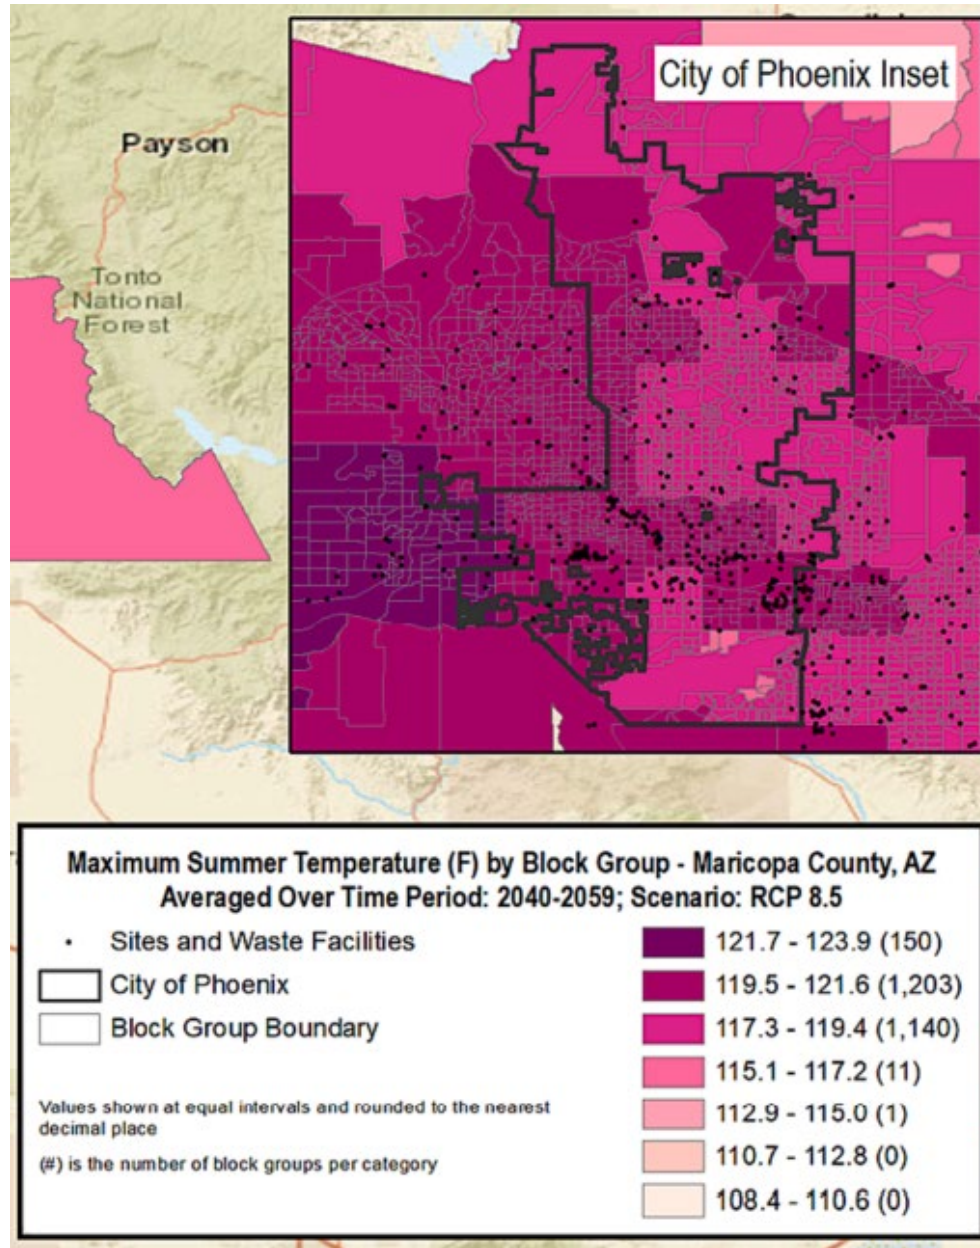 City of Phoenix Inset
Payson
Tonto
National
Forest
Maximum Summer Temperature (F) by Block Group - Maricopa County, AZ
Averaged Over Time Period: 2040-2059; Scenario: RCP 8.5
Sites and Waste Facilities
City of Phoenix
Block Group Boundary
Values shown at equal intervals and rounded to the nearest
decimal place
(#) is the number of block groups per category
121.7 - 123.9 (150)
119.5 - 121.6 (1,203)
117.3 - 119.4 (1,140)
115.1 - 117.2 (11)
112.9 - 115.0 (1)
110.7 - 112.8 (0)
108.4 - 110.6 (0)